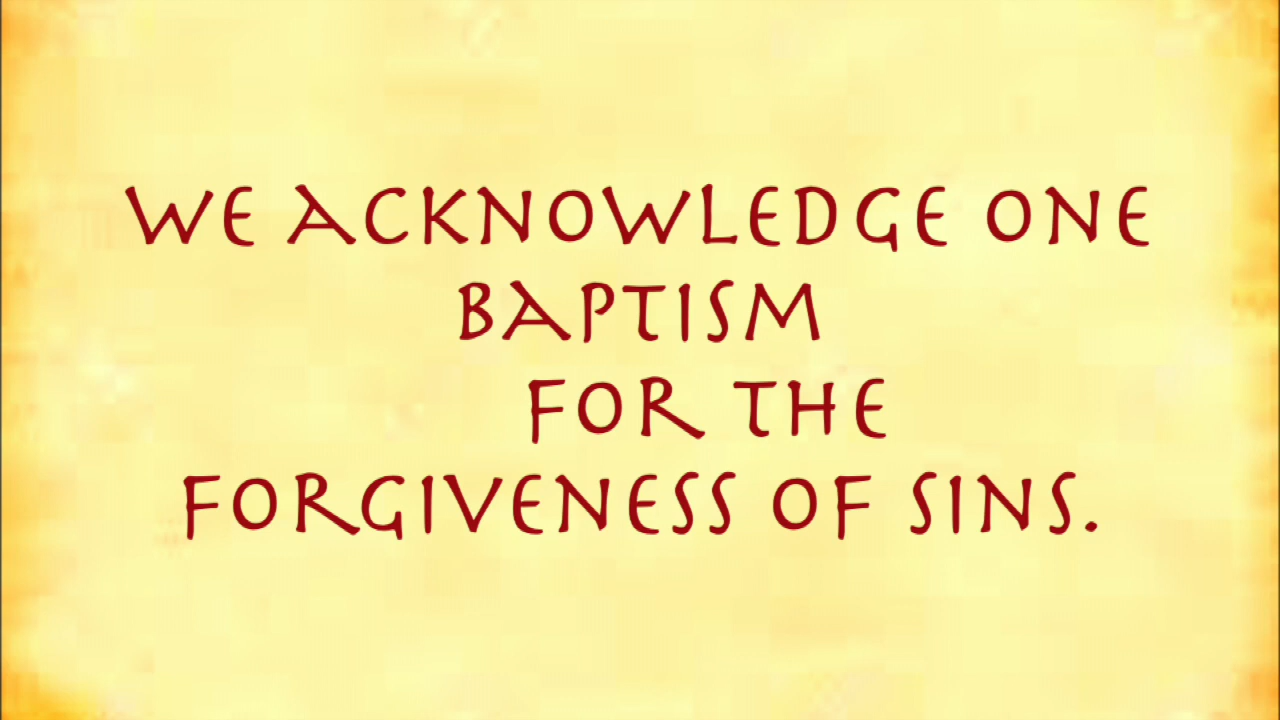 WE ACKNOWLEDGE ONE
BAPTISM
FOR THE
FORGIVENESS OF SINS.